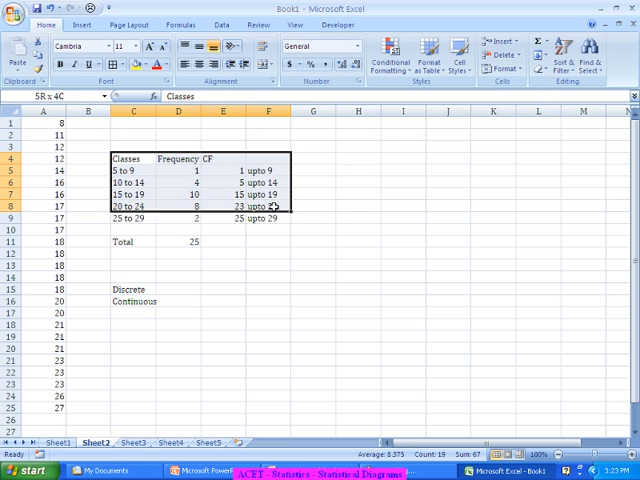 Book1 - Microsoft Excel
Home Insert Page Layout Formulas Data Review View Developer
Paste
Cambria 11
B I U
General
$ % ,
Conditional Formatting
Format as Table
Cell Styles
Insert
Delete
Format
Sort & Filter
Find & Select
Clipboard Font Alignment Number Styles Cells Editing
5R x 4C fx Classes
A B C D E F G H I J K L M N
1 8
2 11
3 12
4 12 Classes Frequency CF
5 14 5 to 9 1 1 upto 9
6 16 10 to 14 4 5 upto 14
7 16 15 to 19 10 15 upto 19
8 17 20 to 24 8 23 upto
9 17 25 to 29 2 25 upto 29
10 17
11 18 Total 25
12 18
13 18
14 18
15 18 Discrete
16 20 Continuous
17 20
18 21
19 21
20 21
21 23
22 23
23 23
24 26
25 27
26
27
Sheet1 Sheet2 Sheet3 Sheet4 Sheet5
Ready Average: 8.375 Count: 19 Sum: 67 100%
start My Documents Microsoft Excel - Book1 3:23 PM
ACET - Statistics - Statistical Diagrams